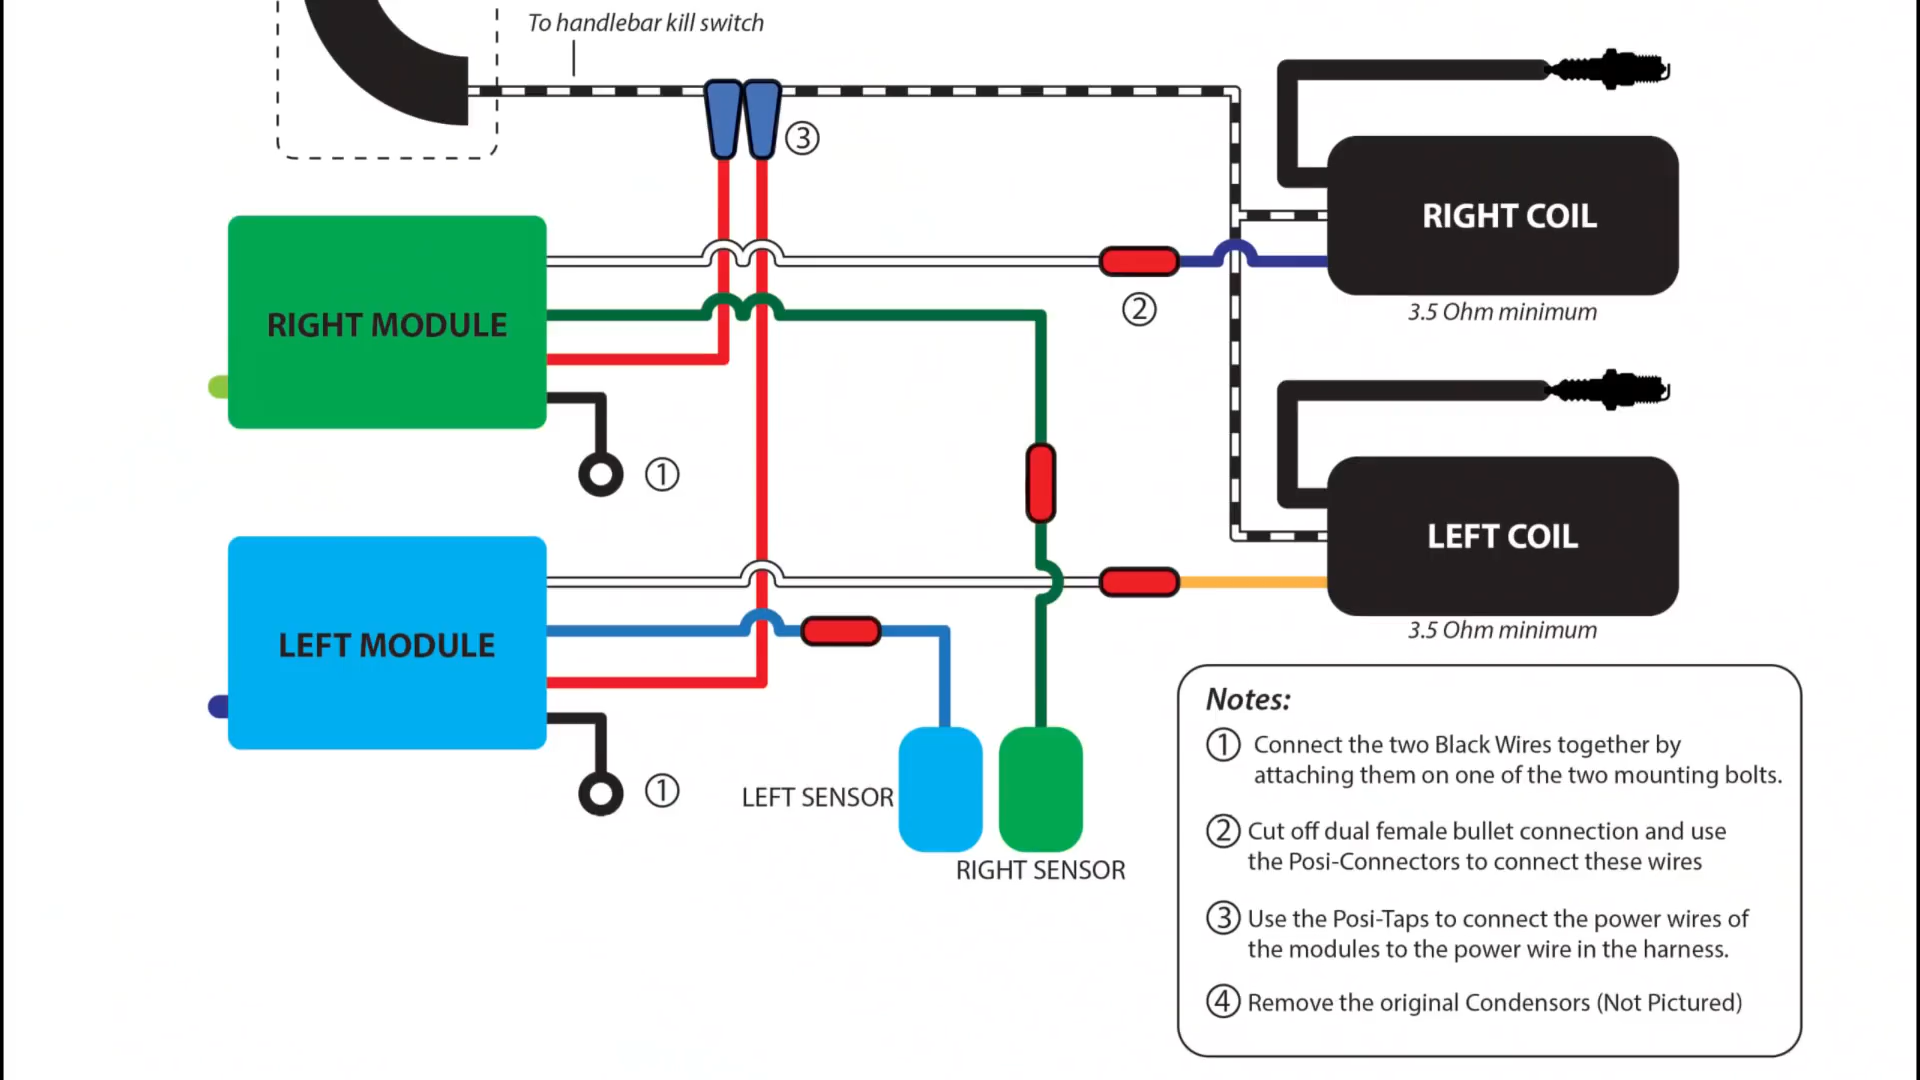 To handlebar kill switch
③
RIGHT COIL
②
3.5 Ohm minimum
RIGHT MODULE
①
LEFT COIL
3.5 Ohm minimum
LEFT MODULE
①
LEFT SENSOR
RIGHT SENSOR
Notes:
① Connect the two Black Wires together by
attaching them on one of the two mounting bolts.
② Cut off dual female bullet connection and use
the Posi-Connectors to connect these wires
③ Use the Posi-Taps to connect the power wires of
the modules to the power wire in the harness.
④ Remove the original Condensors (Not Pictured)